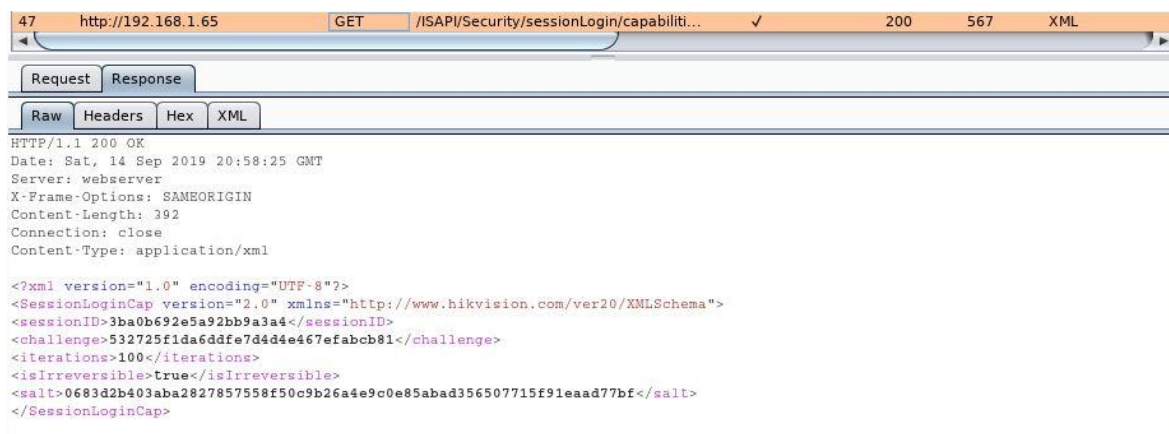 47 http://192.168.1.65 GET /ISAPI/Security/sessionLogin/capabiliti... ✓ 200 567 XML
Request Response
Raw Headers Hex XML
HTTP/1.1 200 OK
Date: Sat, 14 Sep 2019 20:58:25 GMT
Server: webserver
X-Frame-Options: SAMEORIGIN
Content-Length: 392
Connection: close
Content-Type: application/xml
<?xml version="1.0" encoding="UTF-8"?>
<SessionLoginCap version="2.0" xmlns="http://www.hikvision.com/ver20/XMLSchema">
<sessionID>3ba0b692e5a92bb9a3a4</sessionID>
<challenge>532725f1da6ddfe7d4d4e467efabcb81</challenge>
<iterations>100</iterations>
<isIrreversible>true</isIrreversible>
<salt>0683d2b403aba2827857558f50c9b26a4e9c0e85abad356507715f91eaad77bf</salt>
</SessionLoginCap>